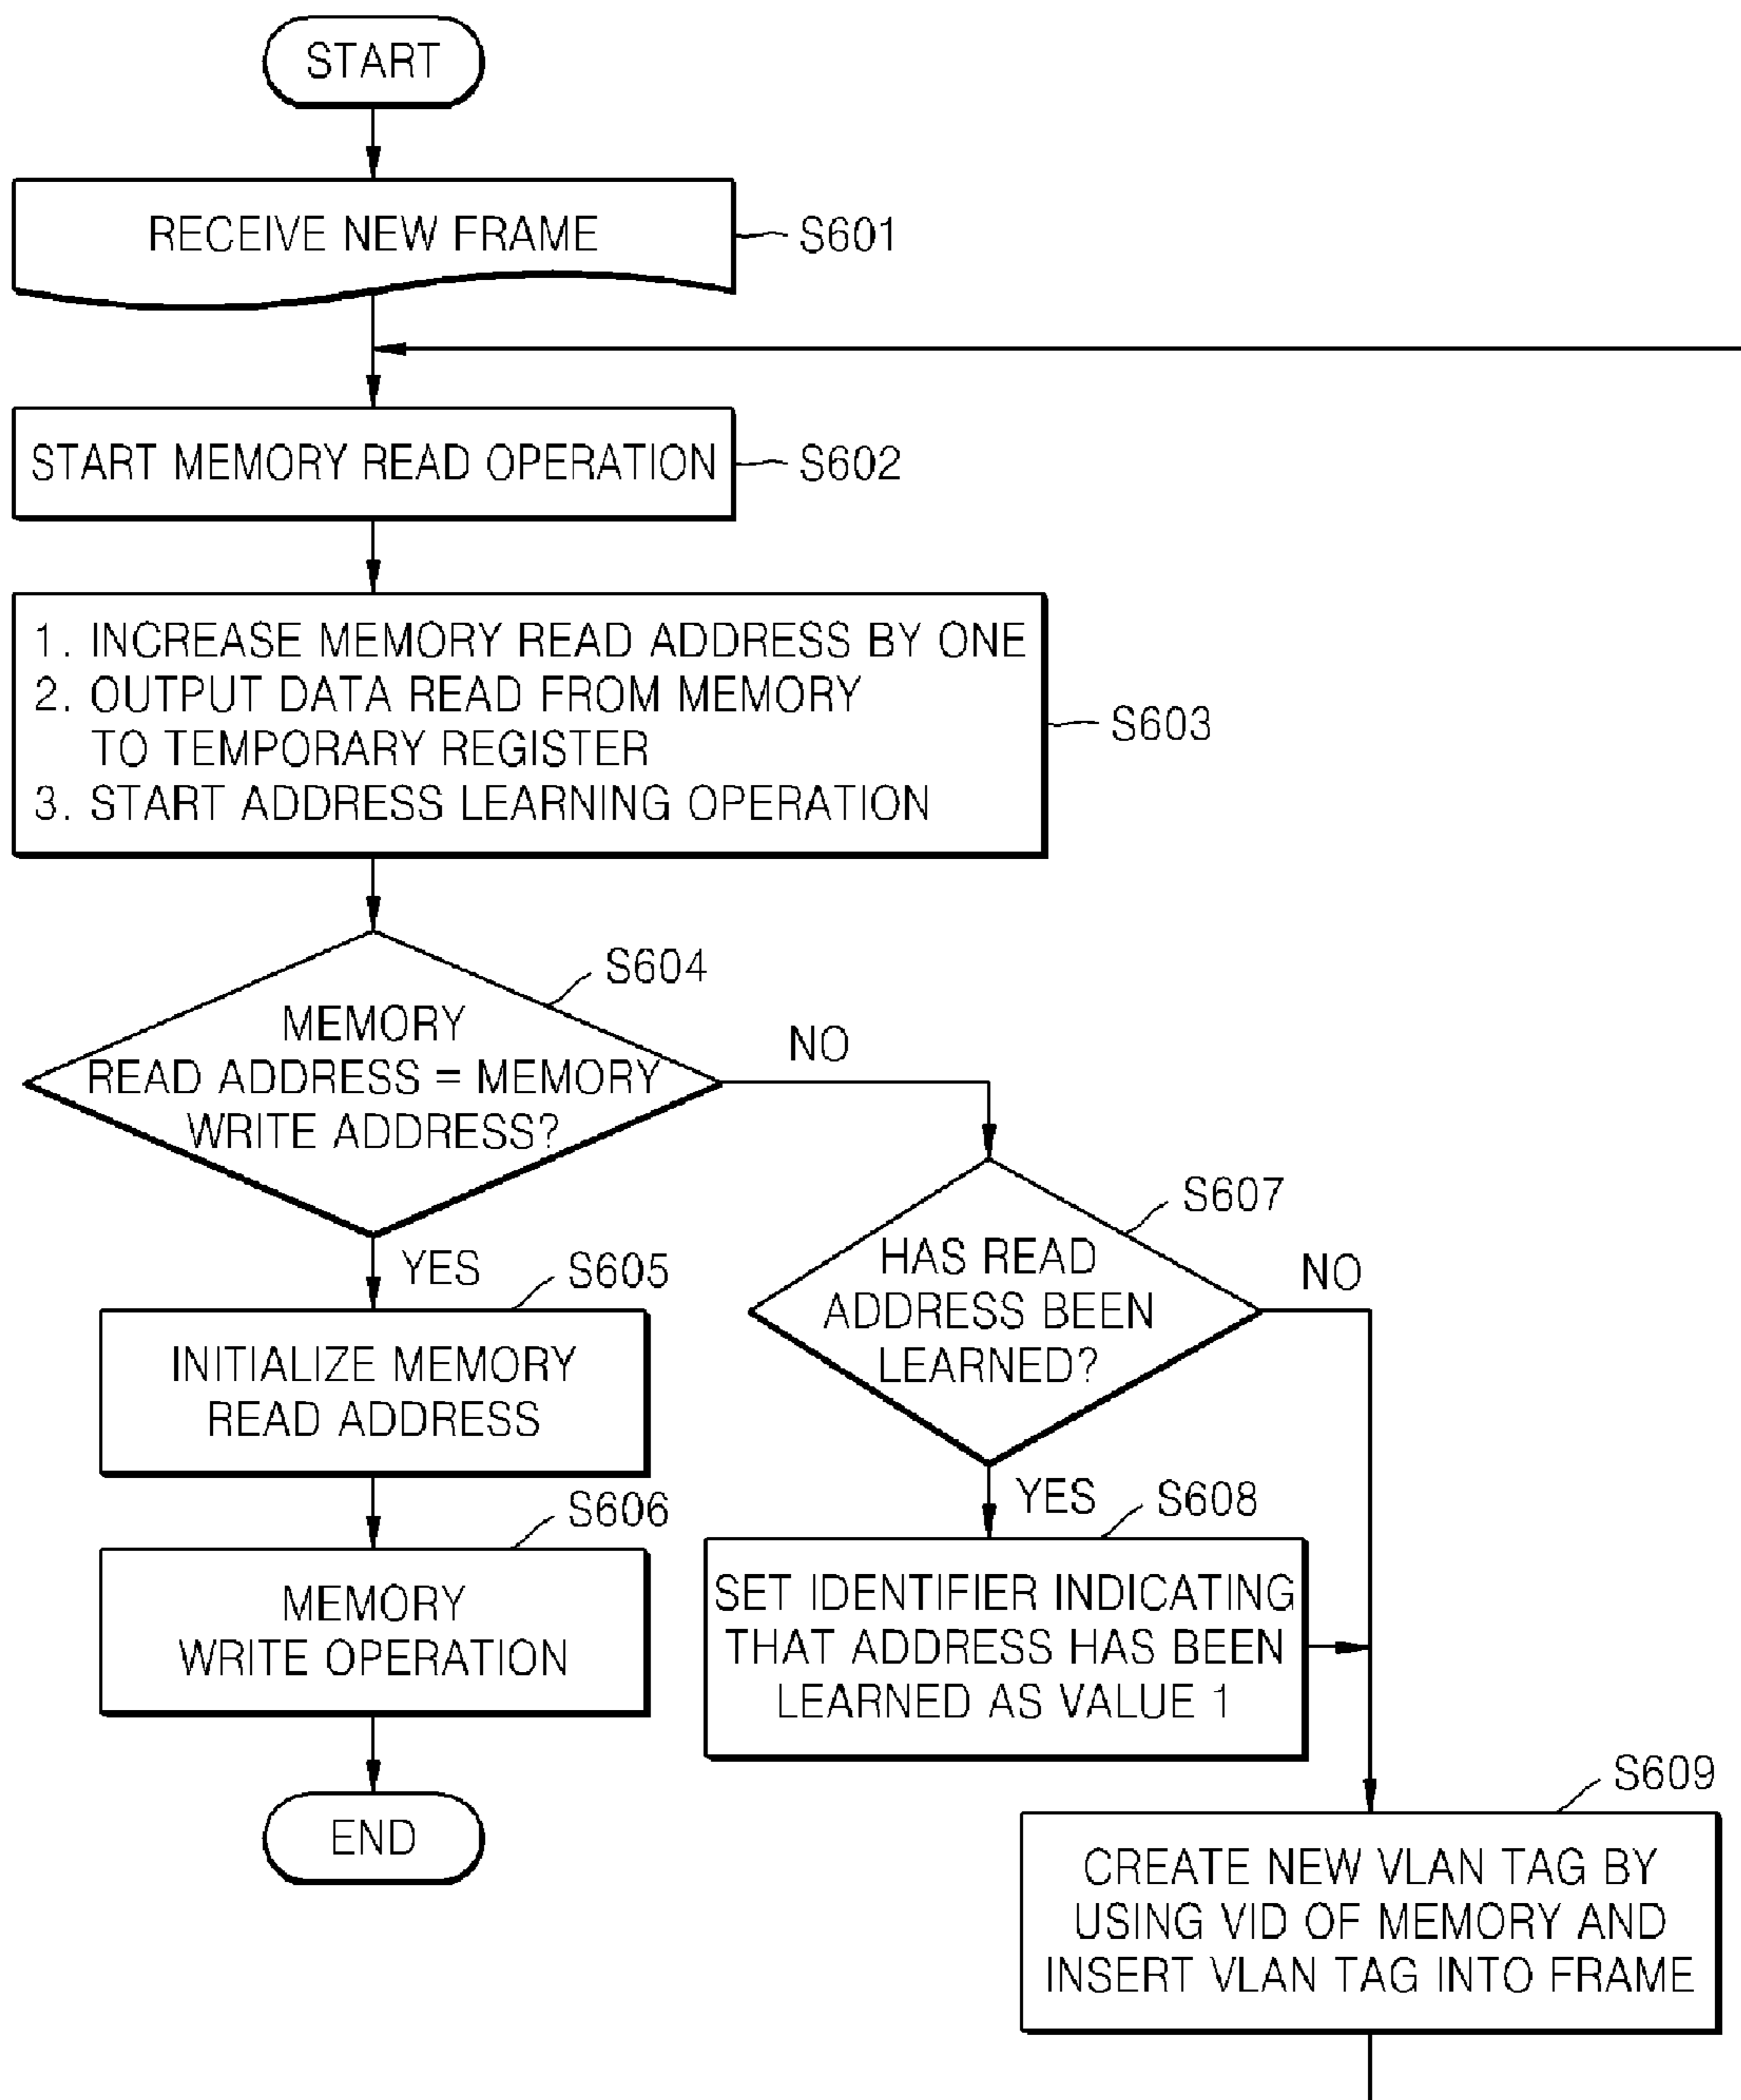 START
RECEIVE NEW FRAME
S601
START MEMORY READ OPERATION
S602
1. INCREASE MEMORY READ ADDRESS BY ONE
2. OUTPUT DATA READ FROM MEMORY
TO TEMPORARY REGISTER
3. START ADDRESS LEARNING OPERATION
S603
S604
MEMORY
READ ADDRESS = MEMORY
WRITE ADDRESS?
NO
YES
S605
INITIALIZE MEMORY
READ ADDRESS
S606
MEMORY
WRITE OPERATION
END
S607
HAS READ
ADDRESS BEEN
LEARNED?
NO
YES
S608
SET IDENTIFIER INDICATING
THAT ADDRESS HAS BEEN
LEARNED AS VALUE 1
S609
CREATE NEW VLAN TAG BY
USING VID OF MEMORY AND
INSERT VLAN TAG INTO FRAME